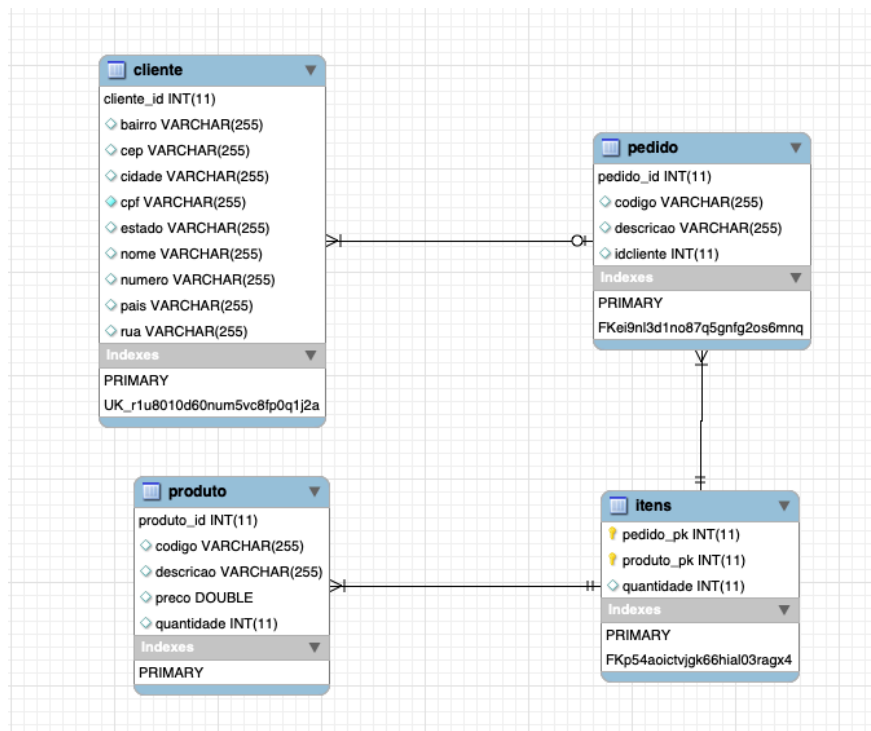 cliente
cliente_id INT(11)
bairro VARCHAR(255)
cep VARCHAR(255)
cidade VARCHAR(255)
cpf VARCHAR(255)
estado VARCHAR(255)
nome VARCHAR(255)
numero VARCHAR(255)
pais VARCHAR(255)
rua VARCHAR(255)
Indexes
PRIMARY
UK_r1u8010d60num5vc8fp0q1j2a
pedido
pedido_id INT(11)
codigo VARCHAR(255)
descricao VARCHAR(255)
idcliente INT(11)
Indexes
PRIMARY
FKei9nl3d1no87q5gnfg2os6mnq
produto
produto_id INT(11)
codigo VARCHAR(255)
descricao VARCHAR(255)
preco DOUBLE
quantidade INT(11)
Indexes
PRIMARY
itens
pedido_pk INT(11)
produto_pk INT(11)
quantidade INT(11)
Indexes
PRIMARY
FKp54aoictvjgk66hial03ragx4